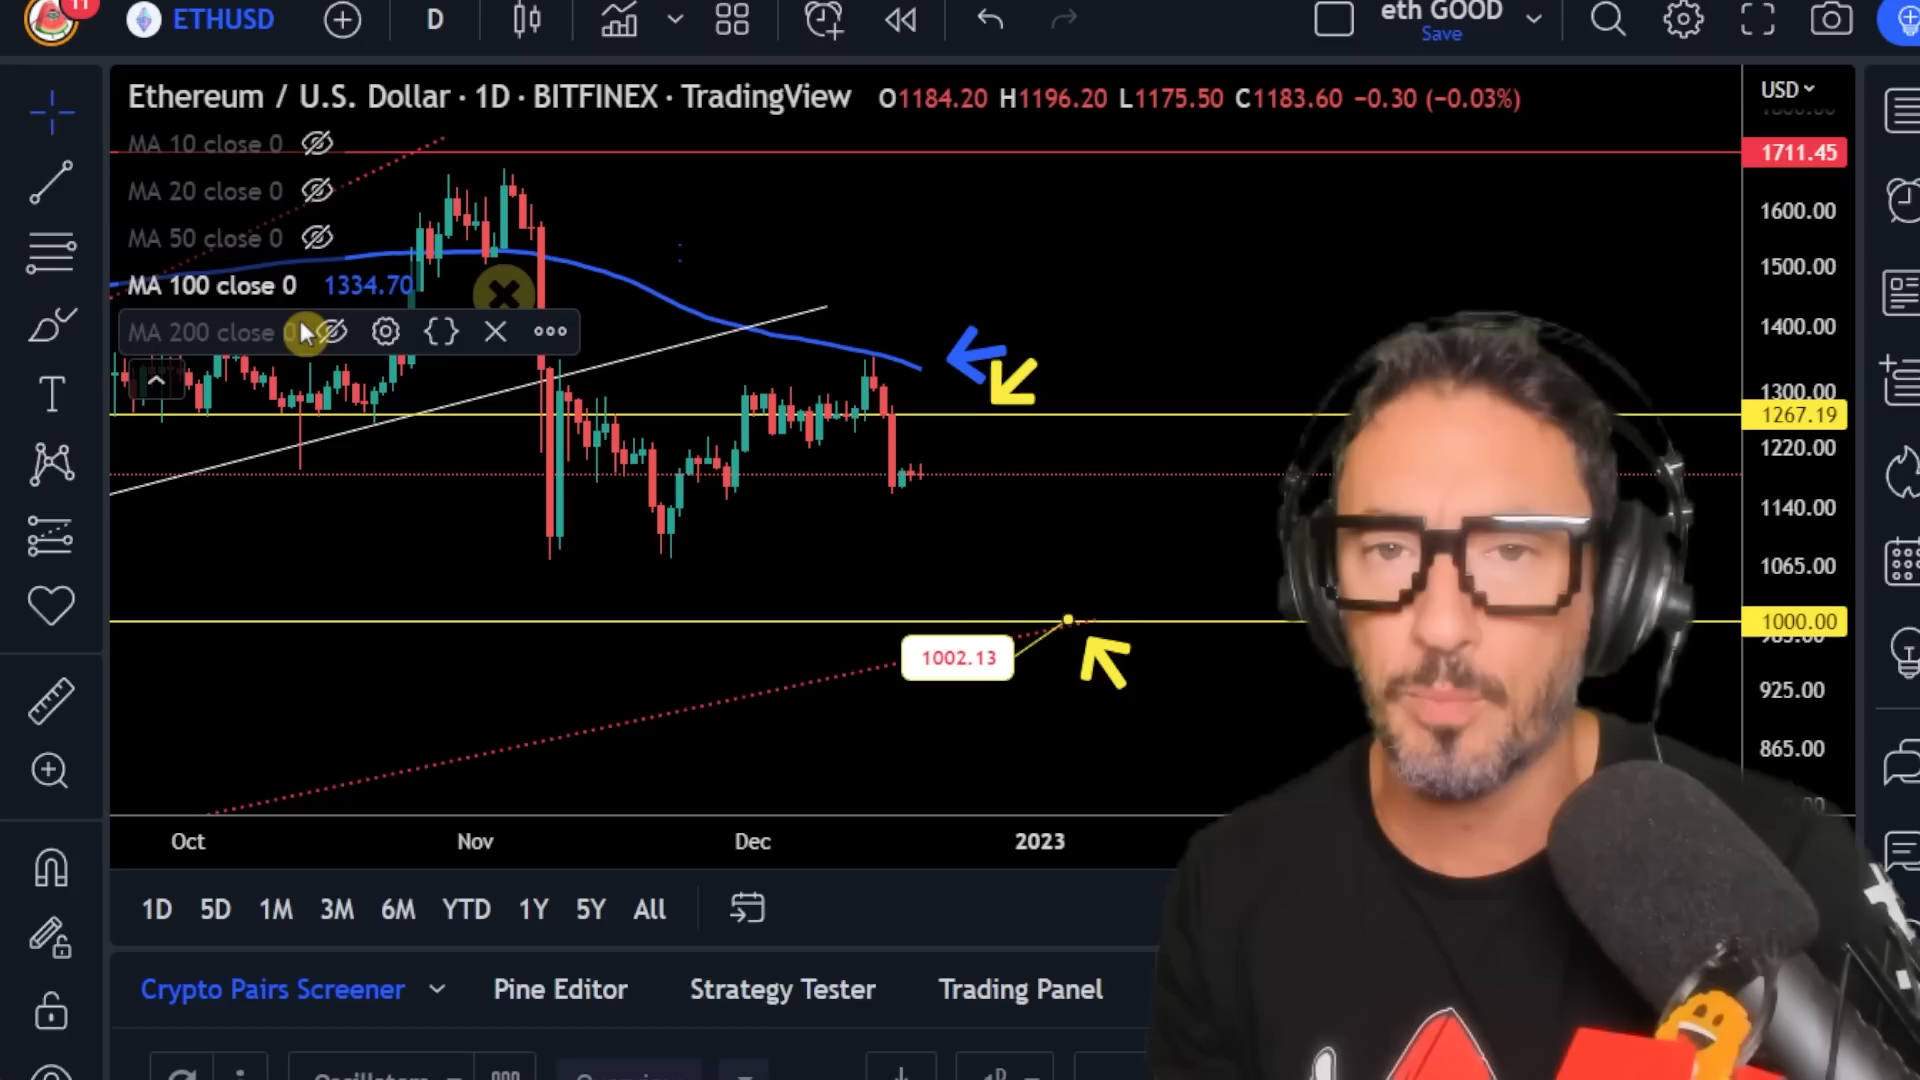 11
ETHUSD
D
eth GOOD
Save
Ethereum / U.S. Dollar · 1D · BITFINEX · TradingView O1184.20 H1196.20 L1175.50 C1183.60 −0.30 (−0.03%)
USD
MA 10 close 0
1711.45
MA 20 close 0
1600.00
MA 50 close 0
1500.00
MA 100 close 0 1334.70
MA 200 close 0
1400.00
1300.00
1267.19
1220.00
1140.00
1065.00
1000.00
1002.13
925.00
865.00
Oct Nov Dec 2023
1D 5D 1M 3M 6M YTD 1Y 5Y All
Crypto Pairs Screener Pine Editor Strategy Tester Trading Panel